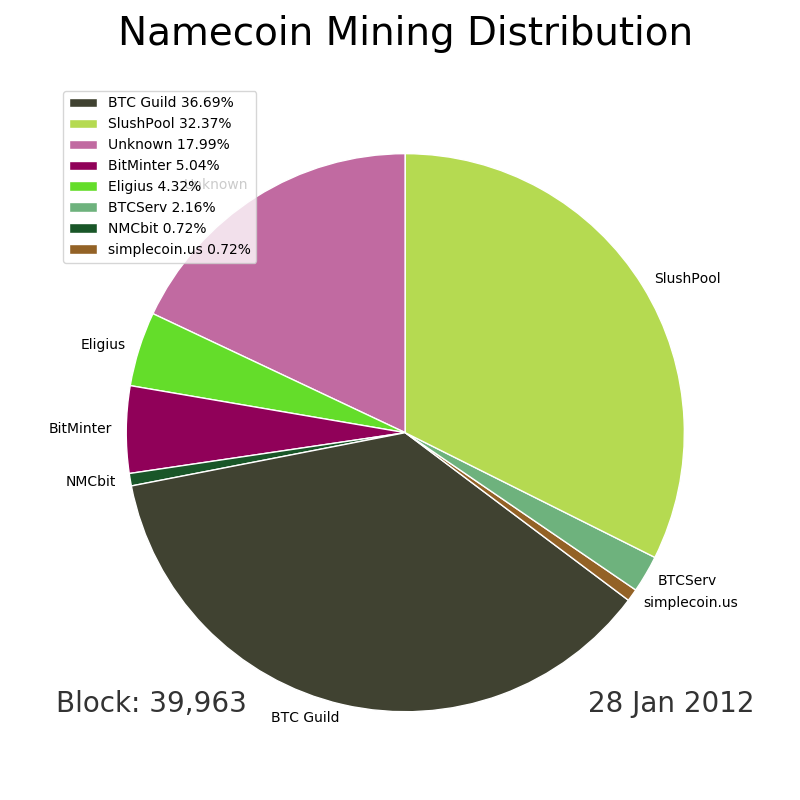 Namecoin Mining Distribution
BTC Guild 36.69%
SlushPool 32.37%
Unknown 17.99%
BitMinter 5.04%
Eligius 4.32%
BTCServ 2.16%
NMCbit 0.72%
simplecoin.us 0.72%
Unknown
SlushPool
Eligius
BitMinter
NMCbit
BTCServ
simplecoin.us
BTC Guild
Block: 39,963
28 Jan 2012